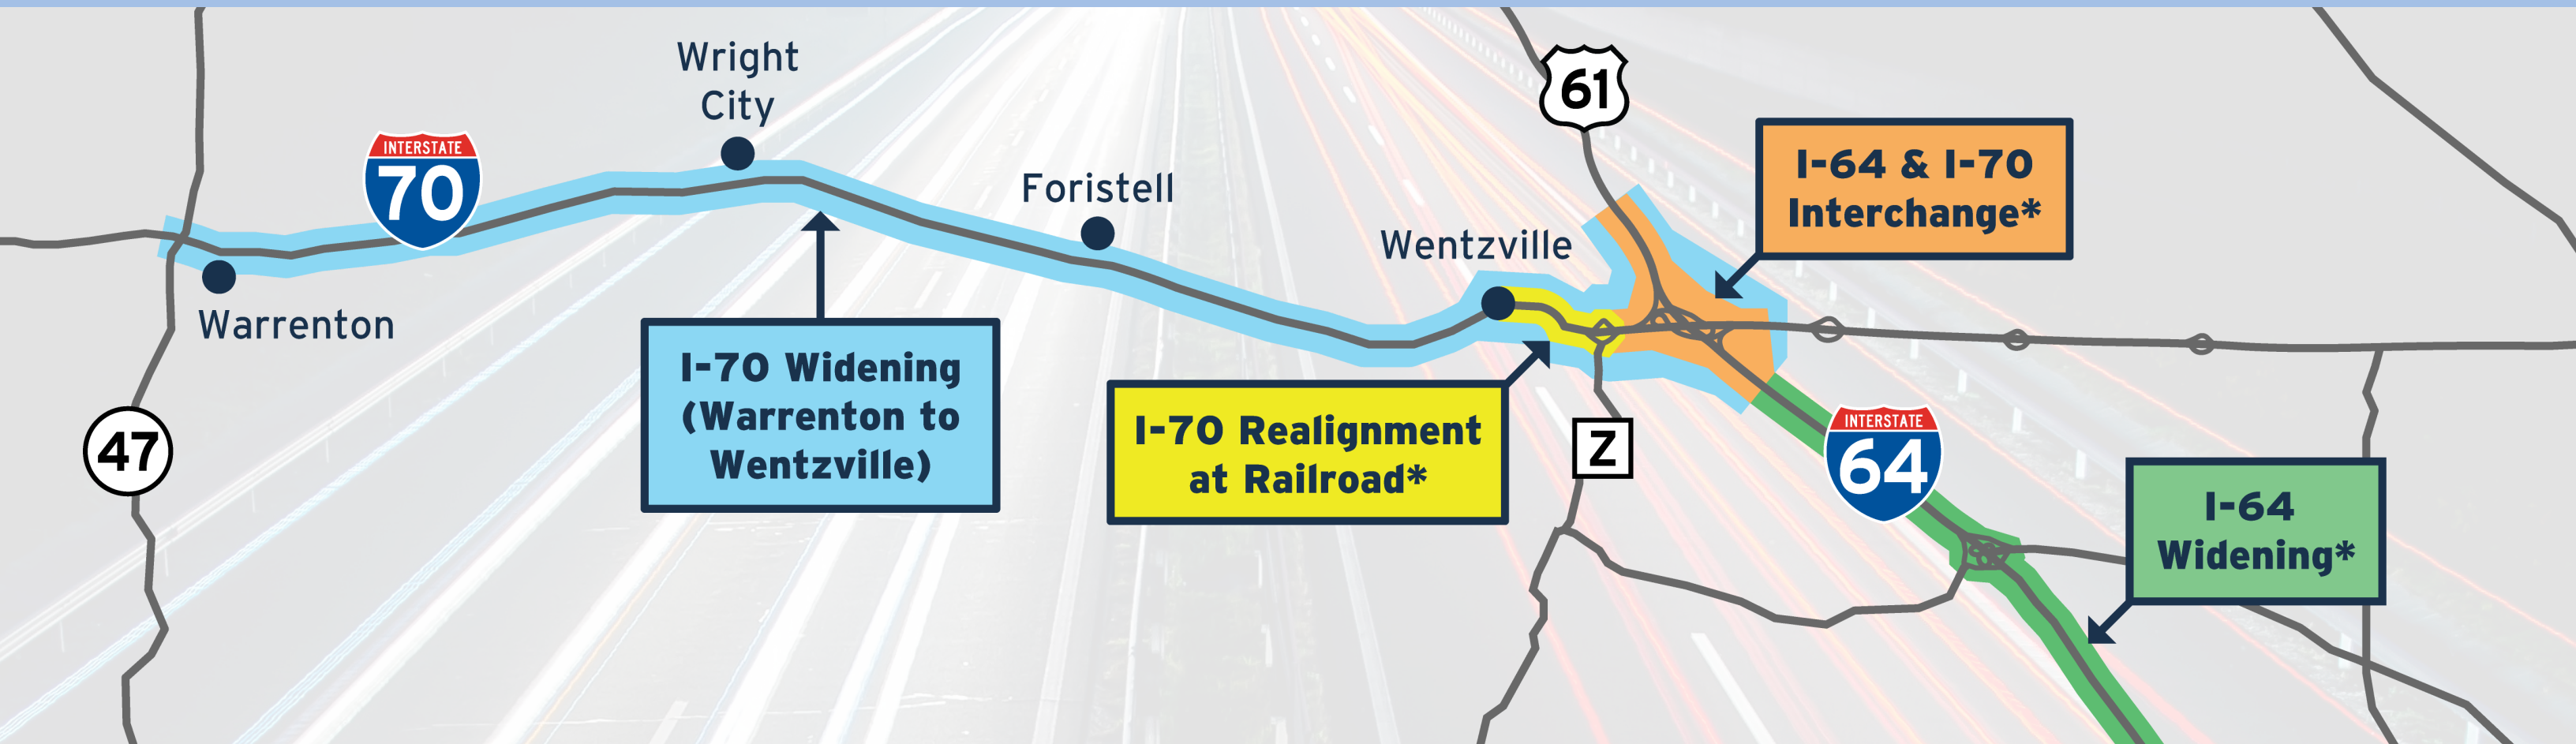 Wright
City
INTERSTATE
70
61
I-64 & I-70
Interchange*
Foristell
Wentzville
Warrenton
I-70 Widening
(Warrenton to
Wentzville)
I-70 Realignment
at Railroad*
47
Z
INTERSTATE
64
I-64
Widening*